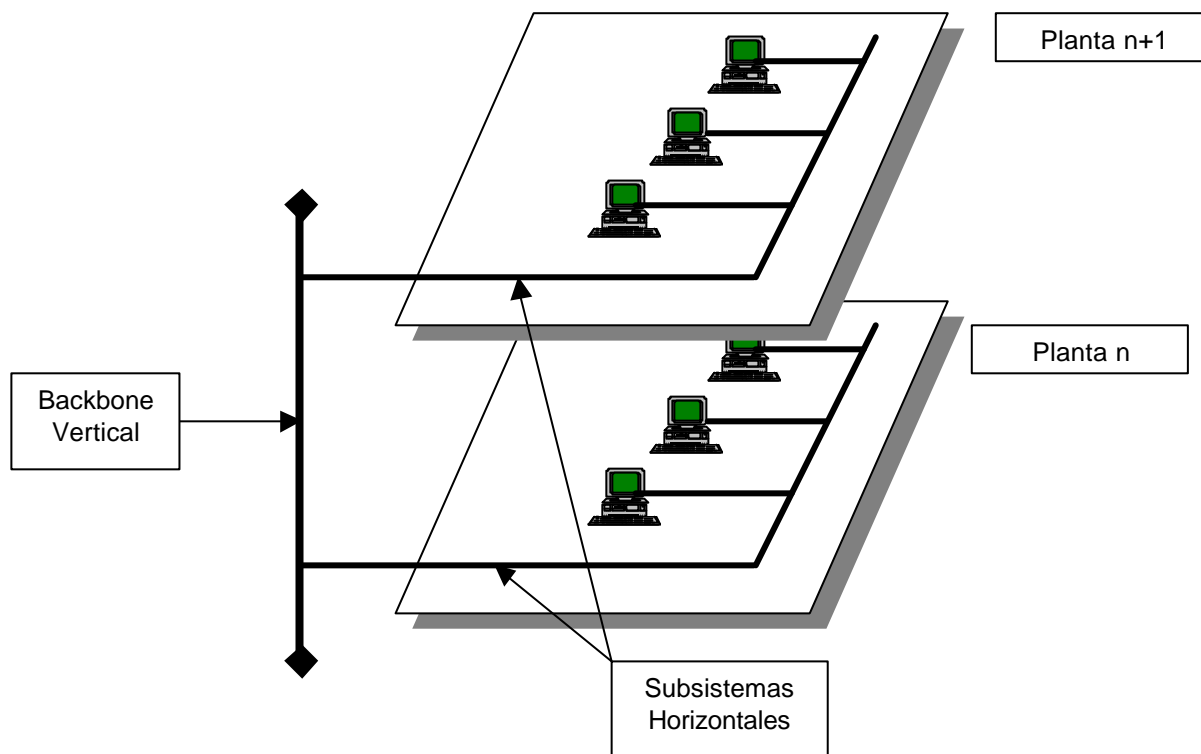 Planta n+1
Planta n
Backbone
Vertical
Subsistemas
Horizontales